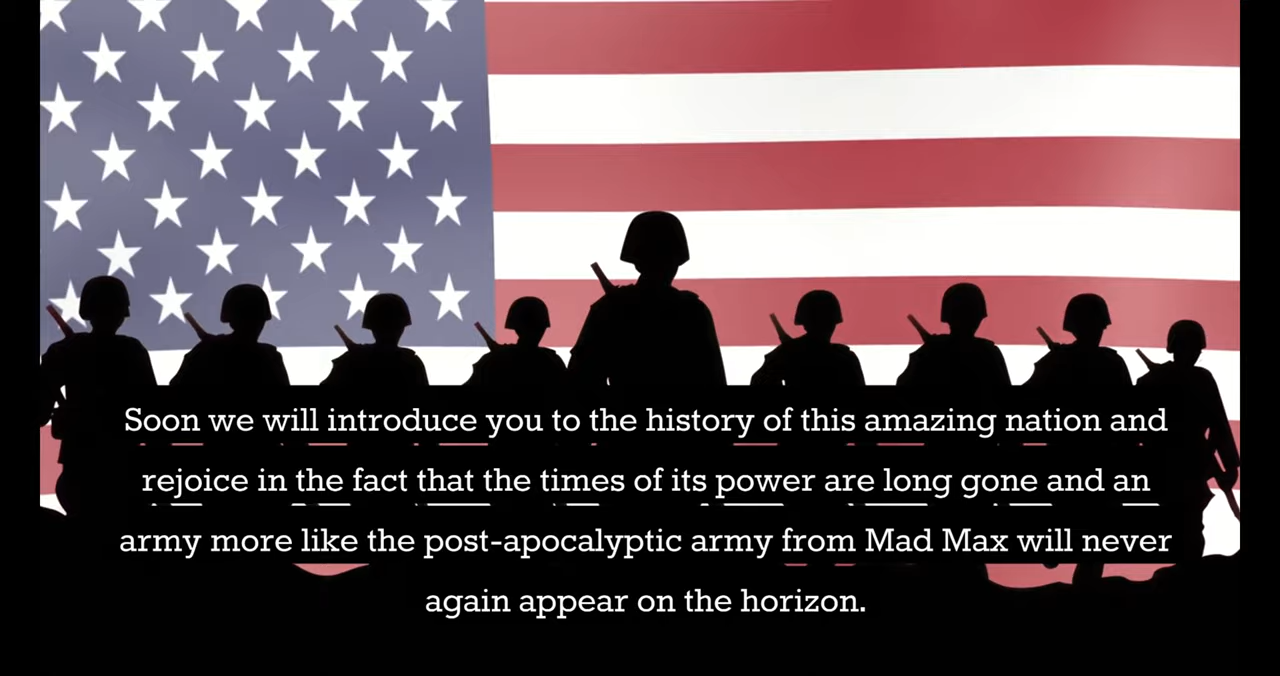 Soon we will introduce you to the history of this amazing nation and
rejoice in the fact that the times of its power are long gone and an
army more like the post-apocalyptic army from Mad Max will never
again appear on the horizon.